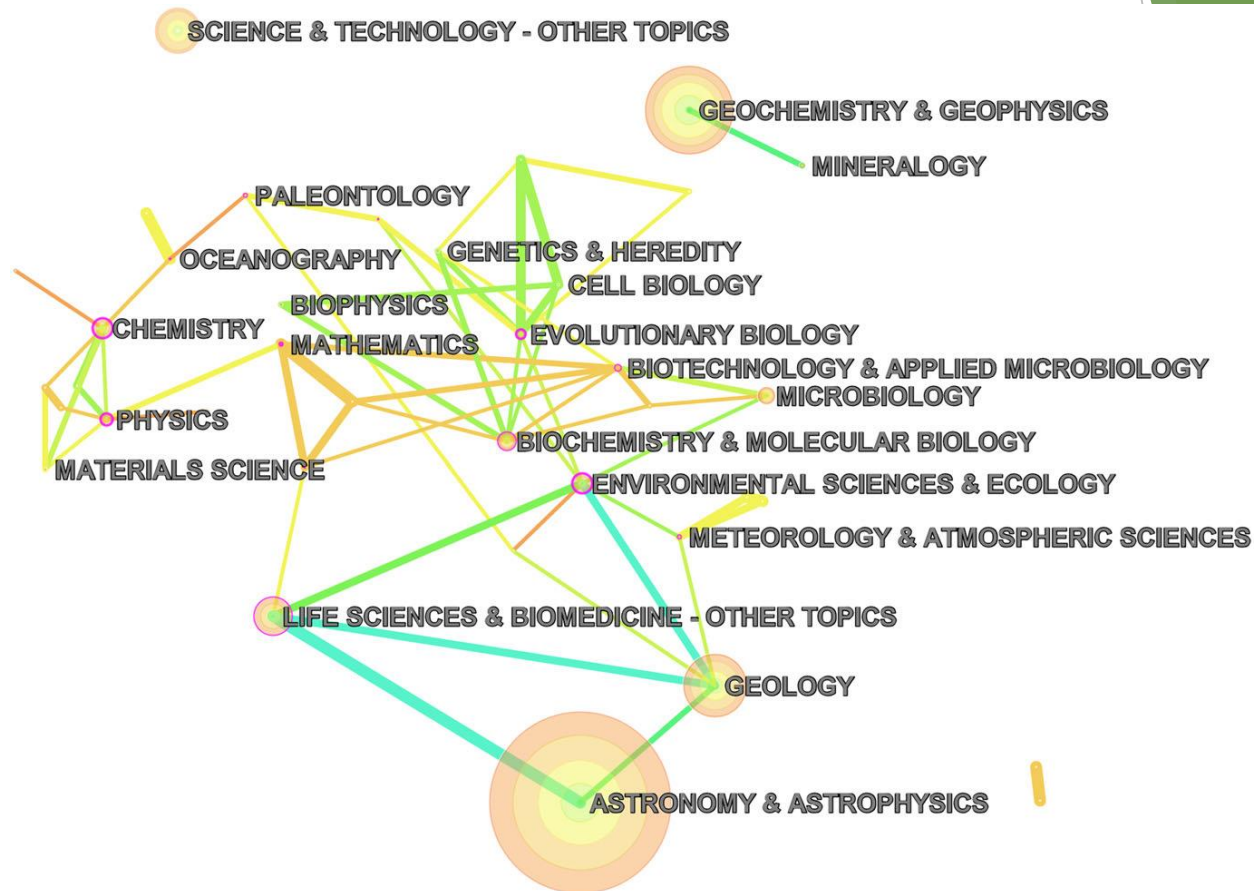 SCIENCE & TECHNOLOGY - OTHER TOPICS
GEOCHEMISTRY & GEOPHYSICS
MINERALOGY
PALEONTOLOGY
GENETICS & HEREDITY
OCEANOGRAPHY
CELL BIOLOGY
BIOPHYSICS
CHEMISTRY
EVOLUTIONARY BIOLOGY
MATHEMATICS
BIOTECHNOLOGY & APPLIED MICROBIOLOGY
MICROBIOLOGY
PHYSICS
BIOCHEMISTRY & MOLECULAR BIOLOGY
MATERIALS SCIENCE
ENVIRONMENTAL SCIENCES & ECOLOGY
METEOROLOGY & ATMOSPHERIC SCIENCES
LIFE SCIENCES & BIOMEDICINE - OTHER TOPICS
GEOLOGY
ASTRONOMY & ASTROPHYSICS